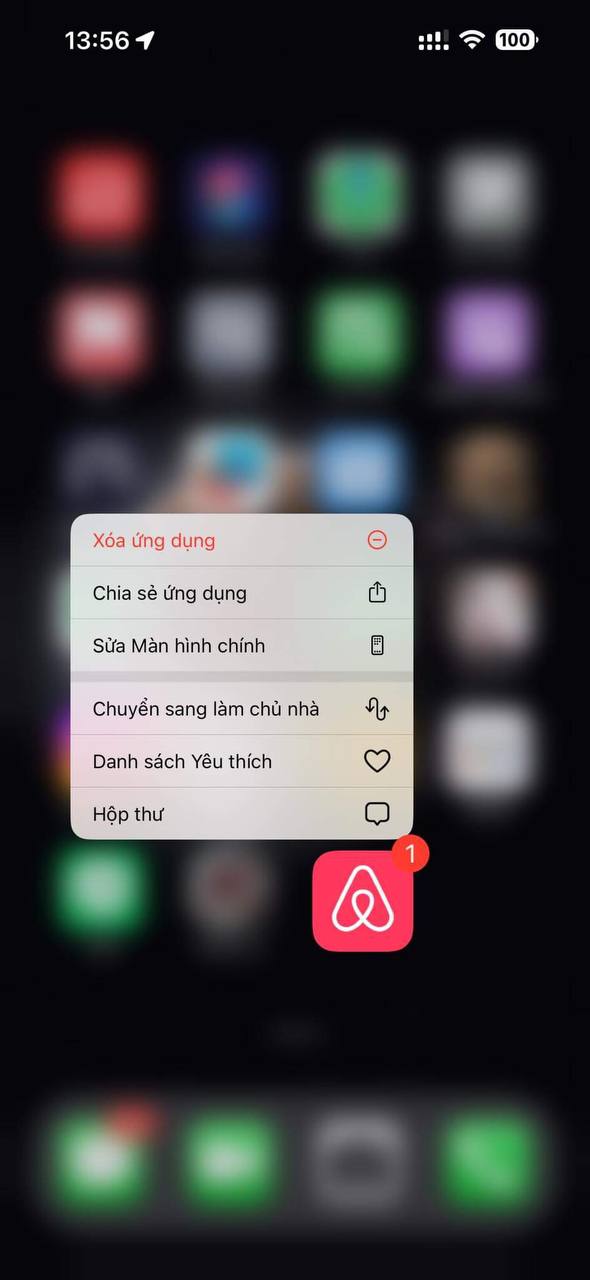 13:56
100
Xóa ứng dụng
Chia sẻ ứng dụng
Sửa Màn hình chính
Chuyển sang làm chủ nhà
Danh sách Yêu thích
Hộp thư
1